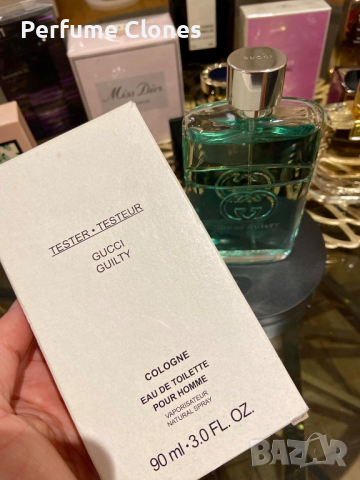 Perfume Clones
GUCCI
Miss Dior
TESTER • TESTEUR
GUCCI
GUILTY
COLOGNE
EAU DE TOILETTE
POUR HOMME
VAPORISATEUR
NATURAL SPRAY
90 ml • 3.0 FL. OZ.
BAZAR